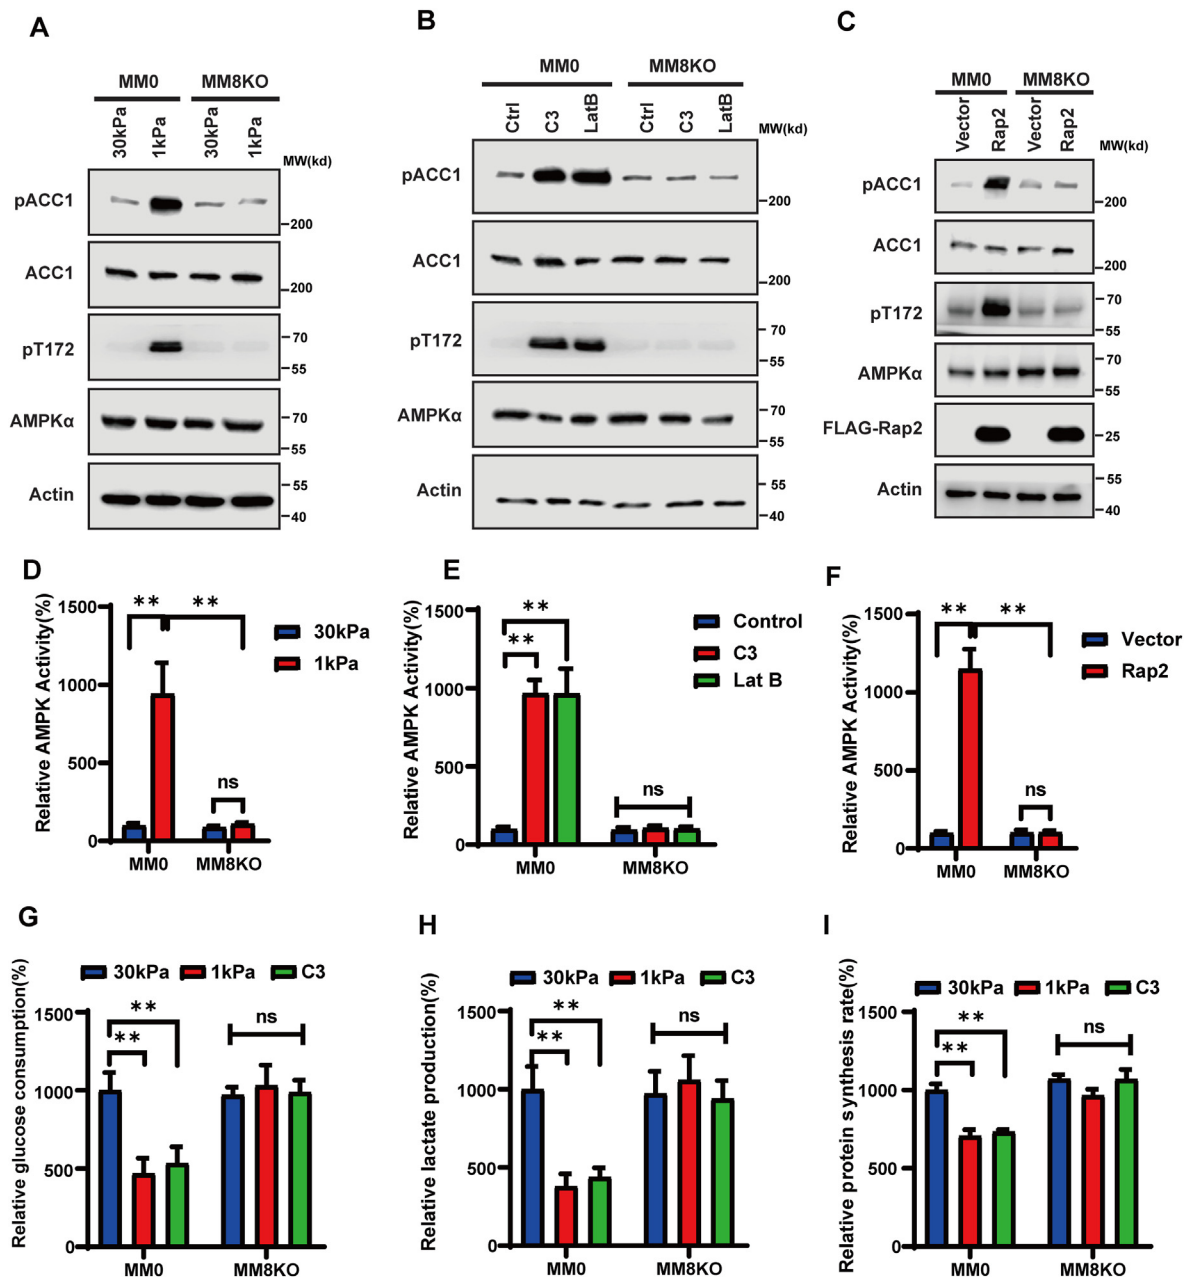 A
MM0 MM8KO
30kPa 1kPa 30kPa 1kPa
MW(kd)
pACC1
200
ACC1
200
pT172
70
55
AMPKα
70
55
Actin
55
40
B
MM0 MM8KO
Ctrl C3 LatB Ctrl C3 LatB
MW(kd)
pACC1
200
ACC1
200
pT172
70
55
AMPKα
70
55
Actin
55
40
C
MM0 MM8KO
Vector Rap2 Vector Rap2
MW(kd)
pACC1
200
ACC1
200
pT172
70
55
AMPKα
70
55
FLAG-Rap2
25
Actin
55
40
D
Relative AMPK Activity(%)
1500
1000
500
0
** **
ns
30kPa
1kPa
MM0 MM8KO
E
Relative AMPK Activity(%)
1500
1000
500
0
**
**
ns
Control
C3
Lat B
MM0 MM8KO
F
Relative AMPK Activity(%)
1500
1000
500
0
** **
ns
Vector
Rap2
MM0 MM8KO
G
30kPa 1kPa C3
Relative glucose consumption(%)
1500
1000
500
0
**
**
ns
MM0 MM8KO
H
30kPa 1kPa C3
Relative lactate production(%)
1500
1000
500
0
**
**
ns
MM0 MM8KO
I
30kPa 1kPa C3
Relative protein synthesis rate(%)
1500
1000
500
0
**
**
ns
MM0 MM8KO